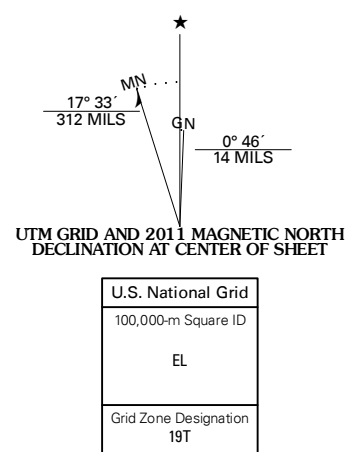 ★
MN
17° 33´
312 MILS
GN
0° 46´
14 MILS
UTM GRID AND 2011 MAGNETIC NORTH
DECLINATION AT CENTER OF SHEET
U.S. National Grid
100,000-m Square ID
EL
Grid Zone Designation
19T